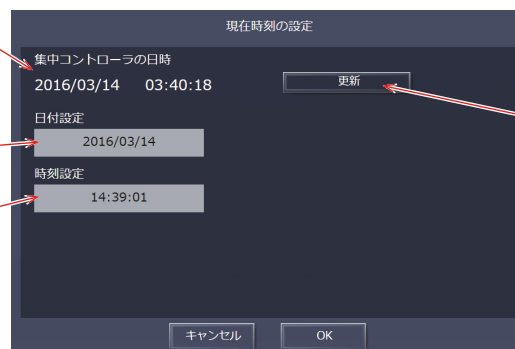 現在時刻の設定
集中コントローラの日時
2016/03/14 03:40:18
更新
日付設定
2016/03/14
時刻設定
14:39:01
キャンセル OK